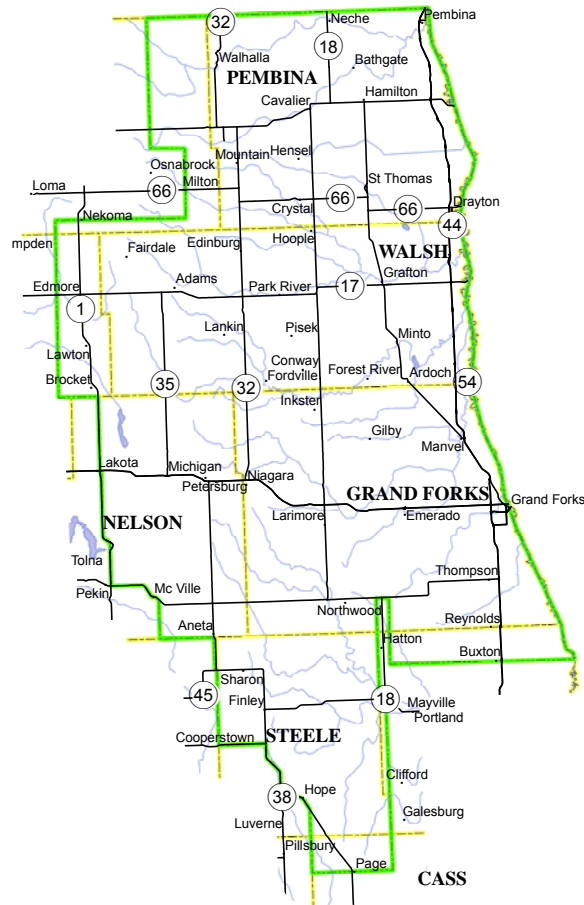 32
Neche
Pembina
18
Walhalla
Bathgate
PEMBINA
Cavalier
Hamilton
Osnabrock
Mountain
Hensel
Loma
66
Milton
St Thomas
Nekoma
Crystal
66
66
Drayton
mpden
Fairdale
Edinburg
Hoople
WALSH
44
Edmore
Adams
Park River
17
Grafton
1
Lankin
Pisek
Minto
Lawton
Conway
Brocket
35
32
Fordville
Forest River
Ardoch
54
Inkster
Gilby
Manvel
Lakota
Michigan
Niagara
Petersburg
GRAND FORKS
Grand Forks
NELSON
Larimore
Emerado
Tolna
Thompson
Pekin
Mc Ville
Northwood
Aneta
Hatton
Reynolds
Buxton
Sharon
45
Finley
18
Mayville
Portland
Cooperstown
STEELE
Clifford
38
Hope
Luverne
Galesburg
Pillsbury
Page
CASS